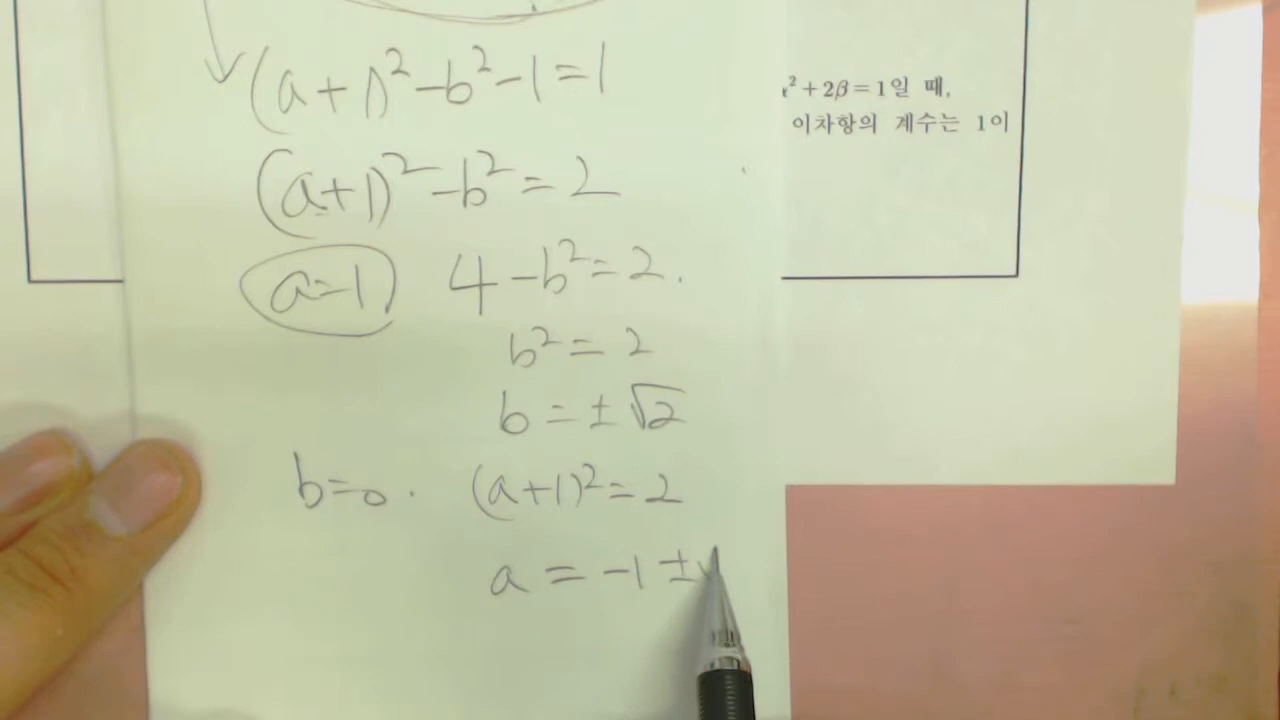 (a+1)²-b²-1=1
(a+1)²-b²=2
a=1 4-b²=2.
b²=2
b=±√2
b=0. (a+1)²=2
a=-1±
²+2β=1일 때,
이차항의 계수는 1이